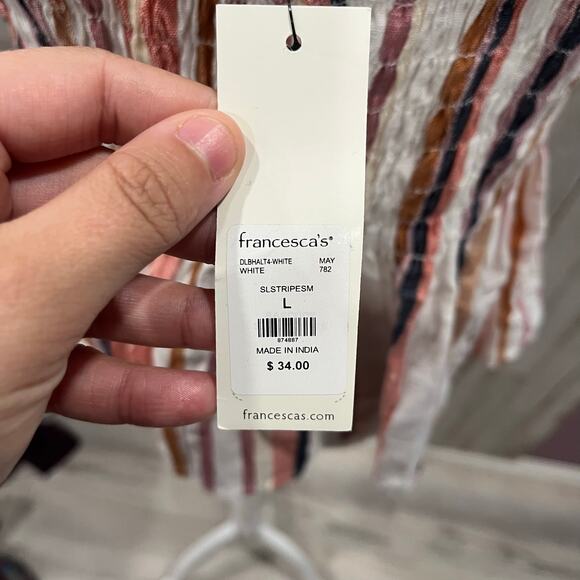 francesca's®
DLBHALT4-WHITE MAY
WHITE 782
SLSTRIPESM
L
874887
MADE IN INDIA
$ 34.00
francescas.com